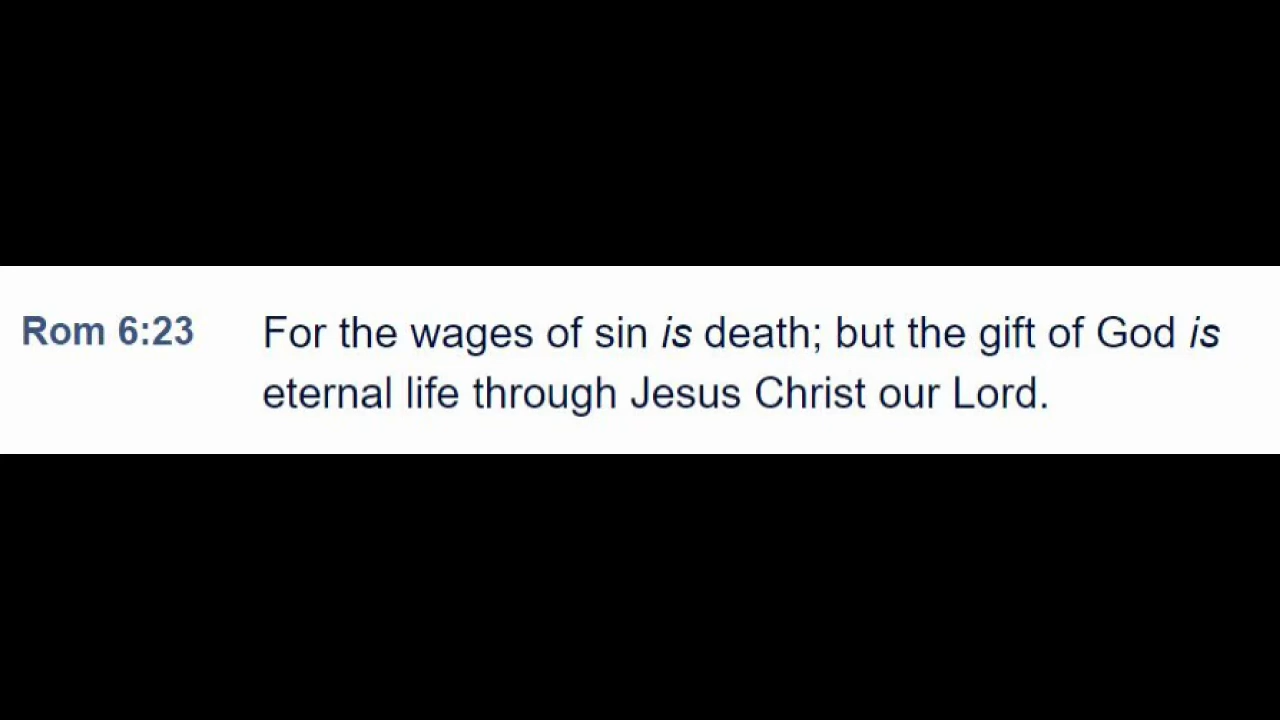 Rom 6:23 For the wages of sin is death; but the gift of God is
eternal life through Jesus Christ our Lord.